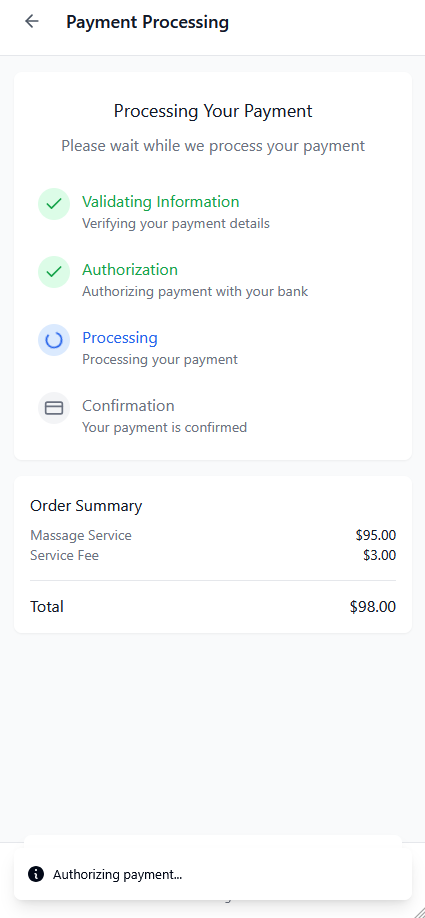 Payment Processing
Processing Your Payment
Please wait while we process your payment
Validating Information
Verifying your payment details
Authorization
Authorizing payment with your bank
Processing
Processing your payment
Confirmation
Your payment is confirmed
Order Summary
Massage Service $95.00
Service Fee $3.00
Total $98.00
Authorizing payment...